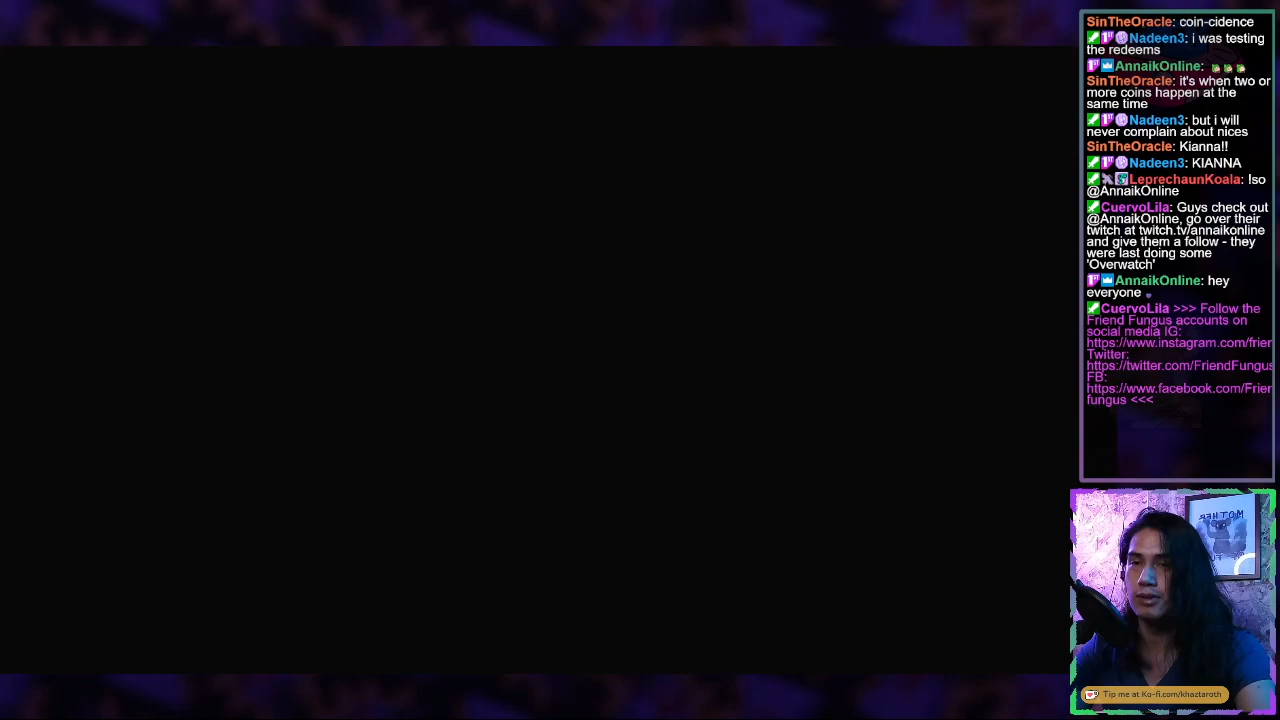 SinTheOracle: coin-cidence
Nadeen3: i was testing
the redeems
AnnaikOnline:
SinTheOracle: it's when two or
more coins happen at the
same time
Nadeen3: but i will
never complain about nices
SinTheOracle: Kianna!!
Nadeen3: KIANNA
LeprechaunKoala: !so
@AnnaikOnline
CuervoLila: Guys check out
@AnnaikOnline, go over their
twitch at twitch.tv/annaikonline
and give them a follow - they
were last doing some
'Overwatch'
AnnaikOnline: hey
everyone
CuervoLila >>> Follow the
Friend Fungus accounts on
social media IG:
https://www.instagram.com/frien
Twitter:
https://twitter.com/FriendFungus
FB:
https://www.facebook.com/Frien
fungus <<<
MOTHER
Tip me at Ko-fi.com/khaztaroth